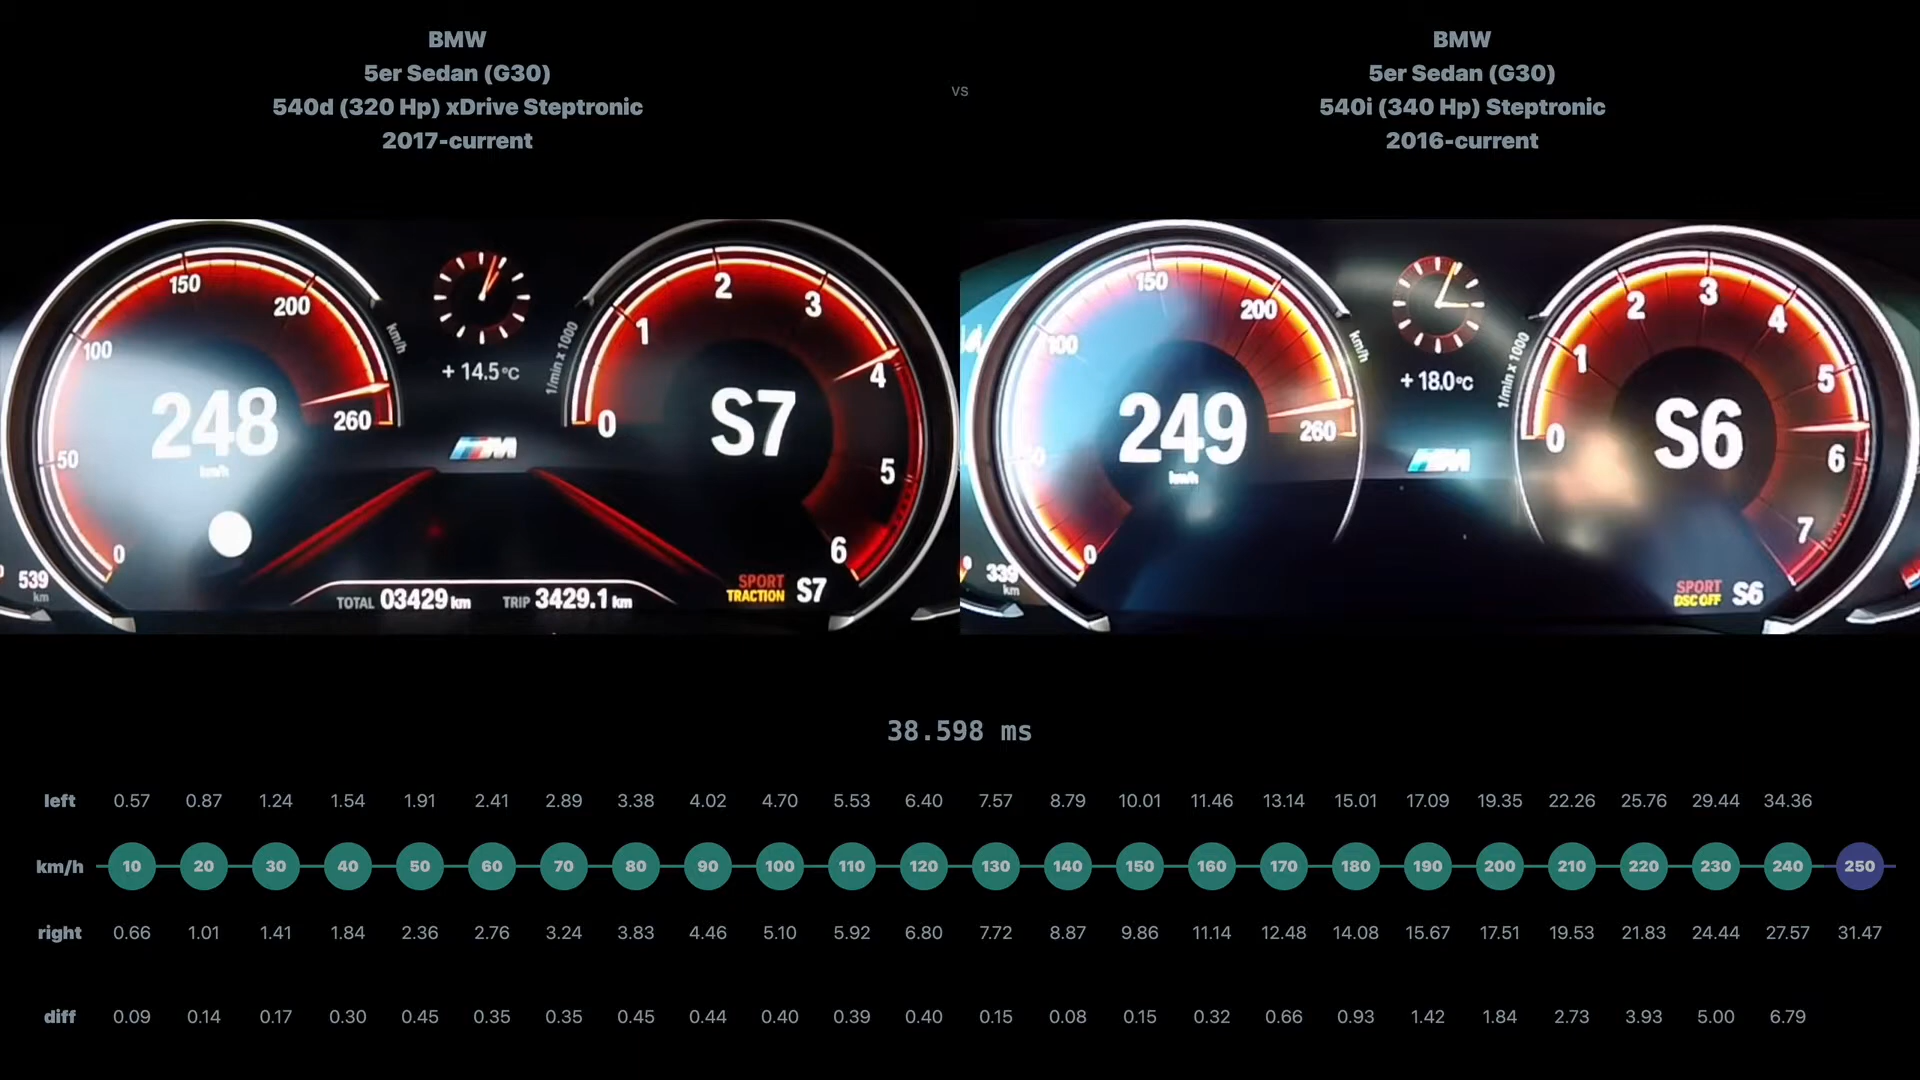 BMW
5er Sedan (G30)
540d (320 Hp) xDrive Steptronic
2017-current
vs
BMW
5er Sedan (G30)
540i (340 Hp) Steptronic
2016-current
0
50
100
150
200
260
km/h
248
km/h
+ 14.5°C
M
1/min x 1000
0
1
2
3
4
5
6
S7
539
km
TOTAL 03429 km TRIP 3429.1 km
SPORT
TRACTION
S7
0
100
150
200
260
km/h
249
km/h
+ 18.0°C
M
1/min x 1000
0
1
2
3
4
5
6
7
S6
339
km
SPORT
DSC OFF
S6
38.598 ms
left 0.57 0.87 1.24 1.54 1.91 2.41 2.89 3.38 4.02 4.70 5.53 6.40 7.57 8.79 10.01 11.46 13.14 15.01 17.09 19.35 22.26 25.76 29.44 34.36
km/h 10 20 30 40 50 60 70 80 90 100 110 120 130 140 150 160 170 180 190 200 210 220 230 240 250
right 0.66 1.01 1.41 1.84 2.36 2.76 3.24 3.83 4.46 5.10 5.92 6.80 7.72 8.87 9.86 11.14 12.48 14.08 15.67 17.51 19.53 21.83 24.44 27.57 31.47
diff 0.09 0.14 0.17 0.30 0.45 0.35 0.35 0.45 0.44 0.40 0.39 0.40 0.15 0.08 0.15 0.32 0.66 0.93 1.42 1.84 2.73 3.93 5.00 6.79